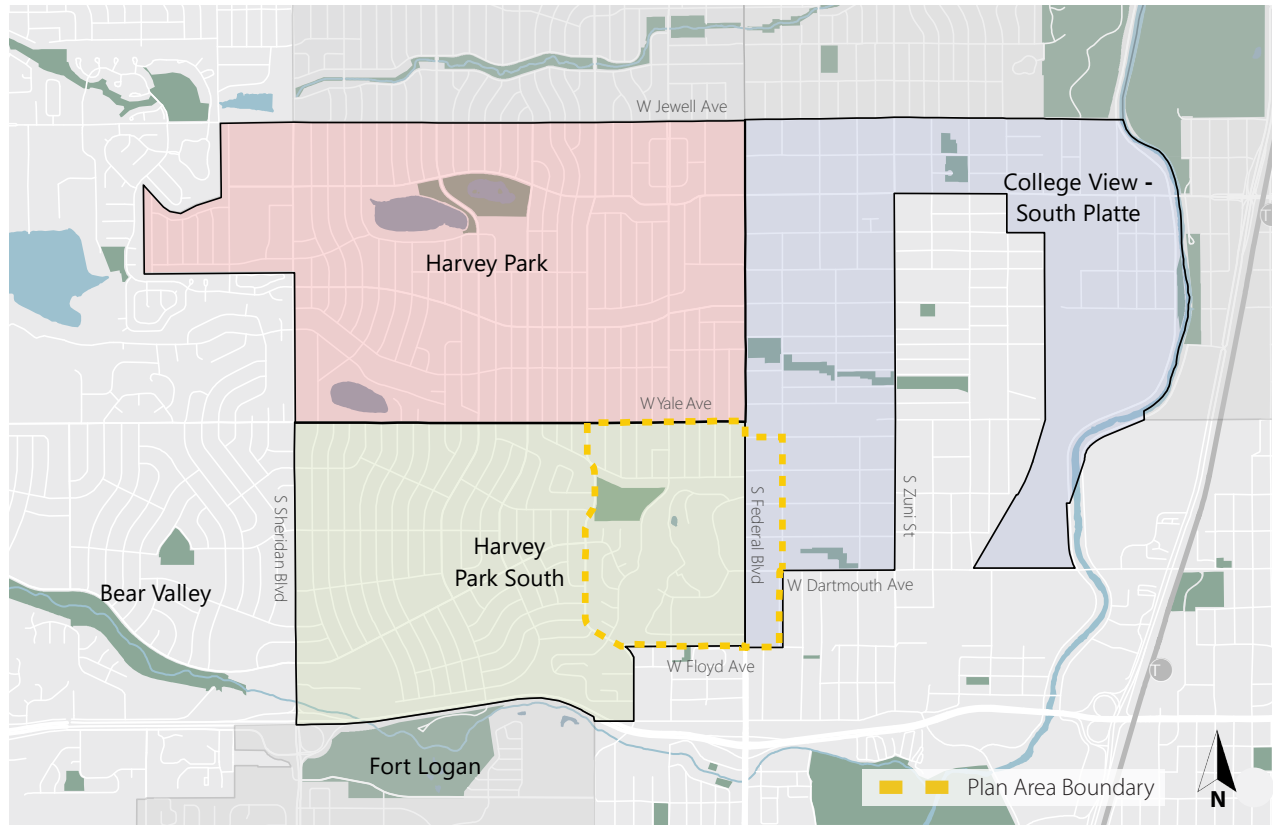 W Jewell Ave
College View -
South Platte
T
Harvey Park
W Yale Ave
S Sheridan Blvd
S Federal Blvd
S Zuni St
Harvey
Park South
Bear Valley
W Dartmouth Ave
W Floyd Ave
T
Fort Logan
Plan Area Boundary
N